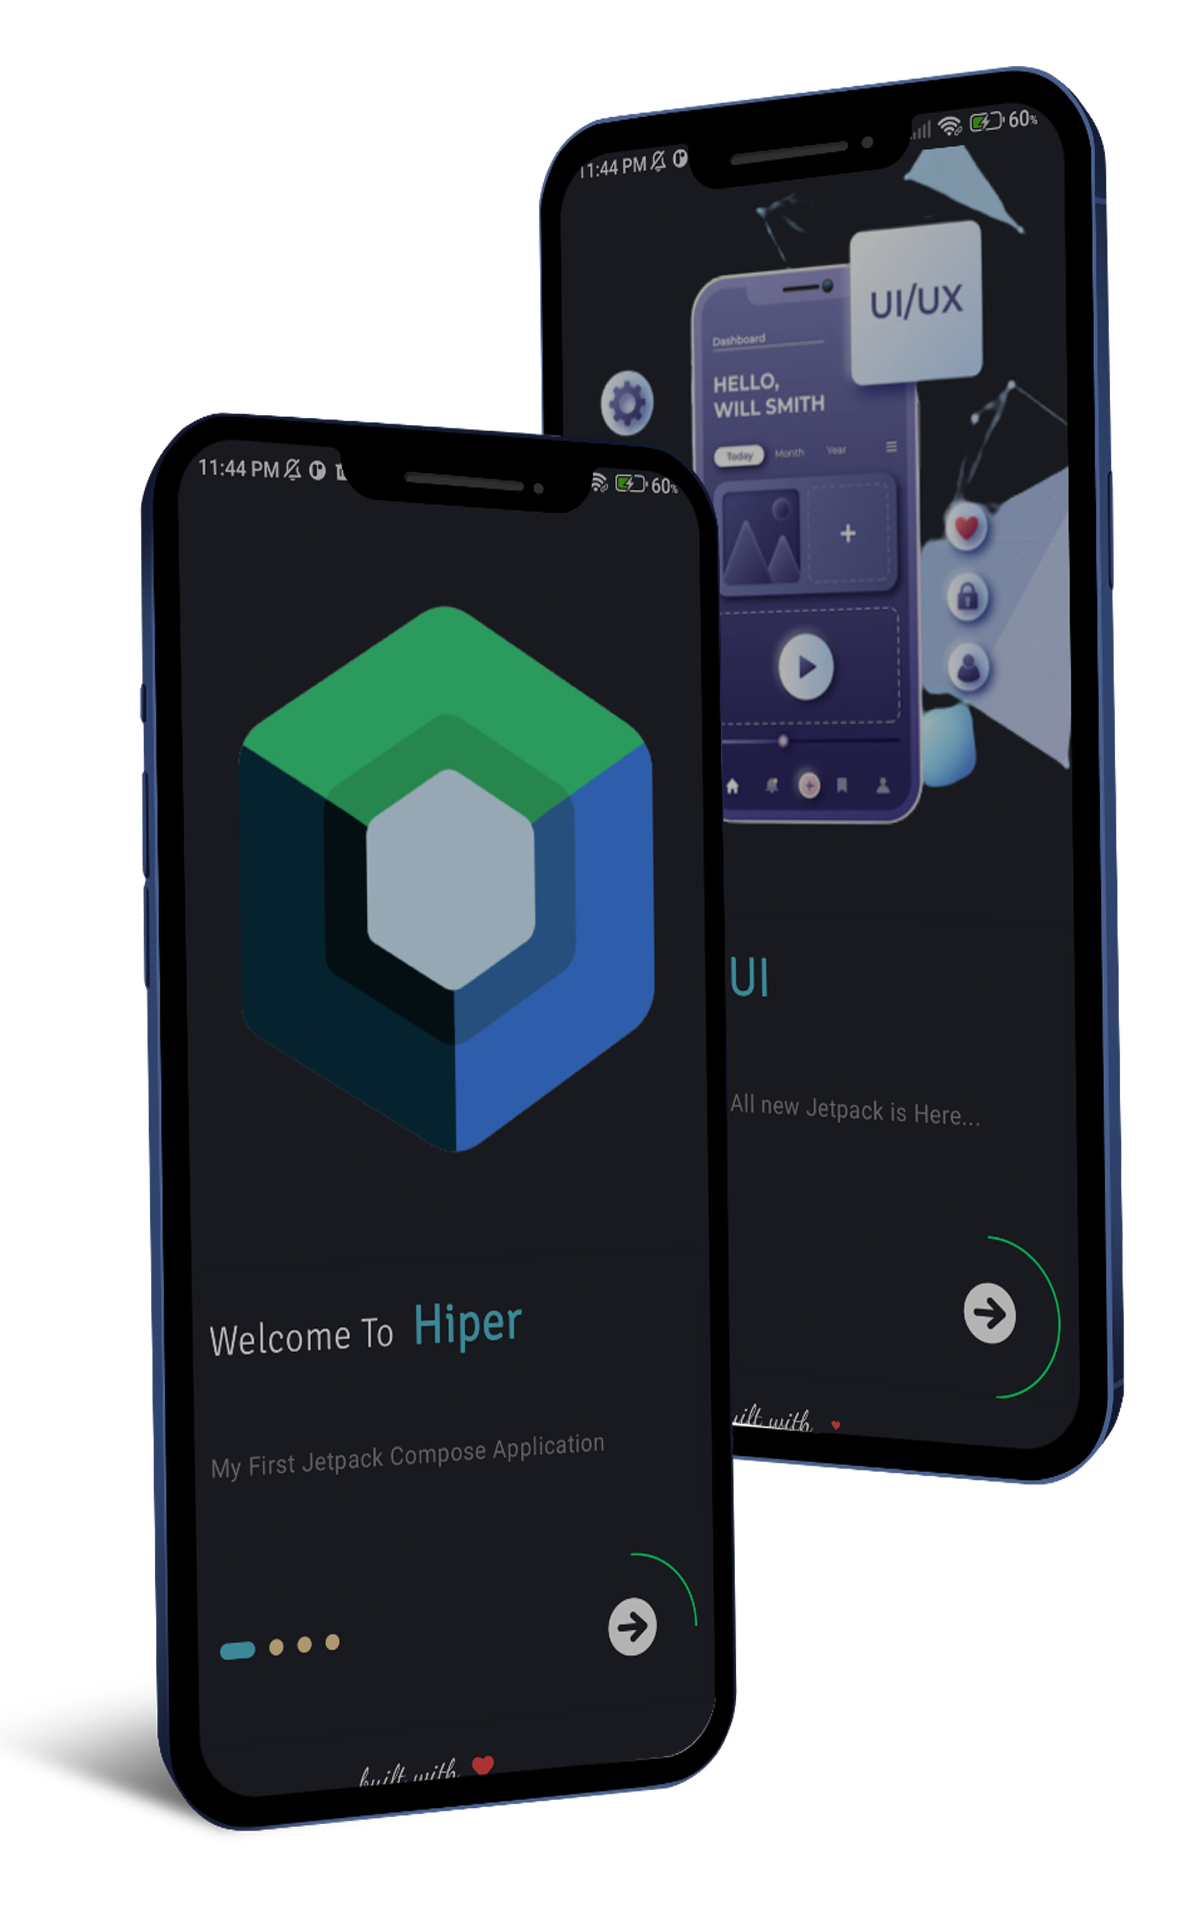 11:44 PM
60%
UI/UX
Dashboard
HELLO,
WILL SMITH
Today Month Year
UI
All new Jetpack is Here...
built with
11:44 PM
60%
Welcome To Hiper
My First Jetpack Compose Application
built with